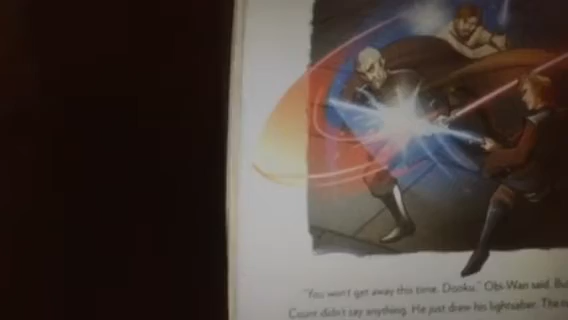 "You won't get away this time, Dooku," Obi-Wan said. But
Count didn't say anything. He just drew his lightsaber. The